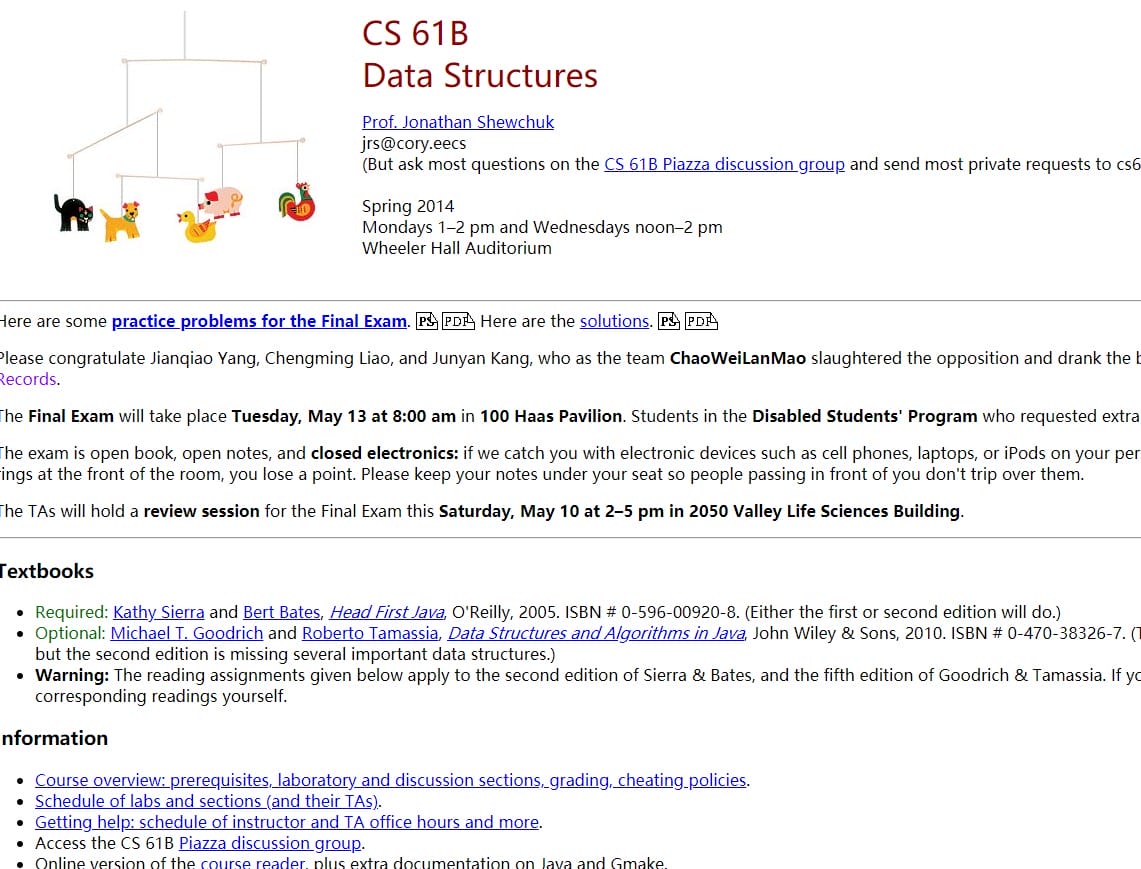 CS 61B
Data Structures
Prof. Jonathan Shewchuk
jrs@cory.eecs
(But ask most questions on the CS 61B Piazza discussion group and send most private requests to cs6
Spring 2014
Mondays 1–2 pm and Wednesdays noon–2 pm
Wheeler Hall Auditorium
Here are some practice problems for the Final Exam. PS PDF Here are the solutions. PS PDF
Please congratulate Jianqiao Yang, Chengming Liao, and Junyan Kang, who as the team ChaoWeiLanMao slaughtered the opposition and drank the b
Records.
The Final Exam will take place Tuesday, May 13 at 8:00 am in 100 Haas Pavilion. Students in the Disabled Students' Program who requested extra
The exam is open book, open notes, and closed electronics: if we catch you with electronic devices such as cell phones, laptops, or iPods on your per
rings at the front of the room, you lose a point. Please keep your notes under your seat so people passing in front of you don't trip over them.
The TAs will hold a review session for the Final Exam this Saturday, May 10 at 2–5 pm in 2050 Valley Life Sciences Building.
Textbooks
• Required: Kathy Sierra and Bert Bates, Head First Java, O'Reilly, 2005. ISBN # 0-596-00920-8. (Either the first or second edition will do.)
• Optional: Michael T. Goodrich and Roberto Tamassia, Data Structures and Algorithms in Java, John Wiley & Sons, 2010. ISBN # 0-470-38326-7. (T
but the second edition is missing several important data structures.)
• Warning: The reading assignments given below apply to the second edition of Sierra & Bates, and the fifth edition of Goodrich & Tamassia. If yo
corresponding readings yourself.
Information
• Course overview: prerequisites, laboratory and discussion sections, grading, cheating policies.
• Schedule of labs and sections (and their TAs).
• Getting help: schedule of instructor and TA office hours and more.
• Access the CS 61B Piazza discussion group.
• Online version of the course reader, plus extra documentation on Java and Gmake.